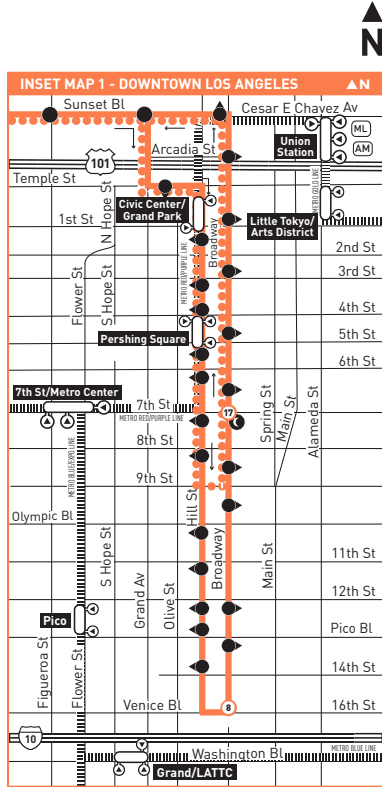 N
INSET MAP 1 - DOWNTOWN LOS ANGELES
N
Sunset Bl
Cesar E Chavez Av
ML
AM
Union
Station
Arcadia St
101
Temple St
METRO GOLD LINE
Civic Center/
Grand Park
N Hope St
1st St
Little Tokyo/
Arts District
Broadway
2nd St
METRO RED/PURPLE LINE
3rd St
Flower St
S Hope St
4th St
5th St
Pershing Square
6th St
7th St/Metro Center
7th St
METRO RED/PURPLE LINE
17
Spring St
Main St
Alameda St
8th St
METRO BLUE/EXPO LINE
9th St
Olympic Bl
Hill St
S Hope St
Broadway
Main St
11th St
Grand Av
Olive St
12th St
Pico
Pico Bl
Figueroa St
Flower St
14th St
Venice Bl
8
16th St
10
METRO BLUE LINE
Washington Bl
Grand/LATTC